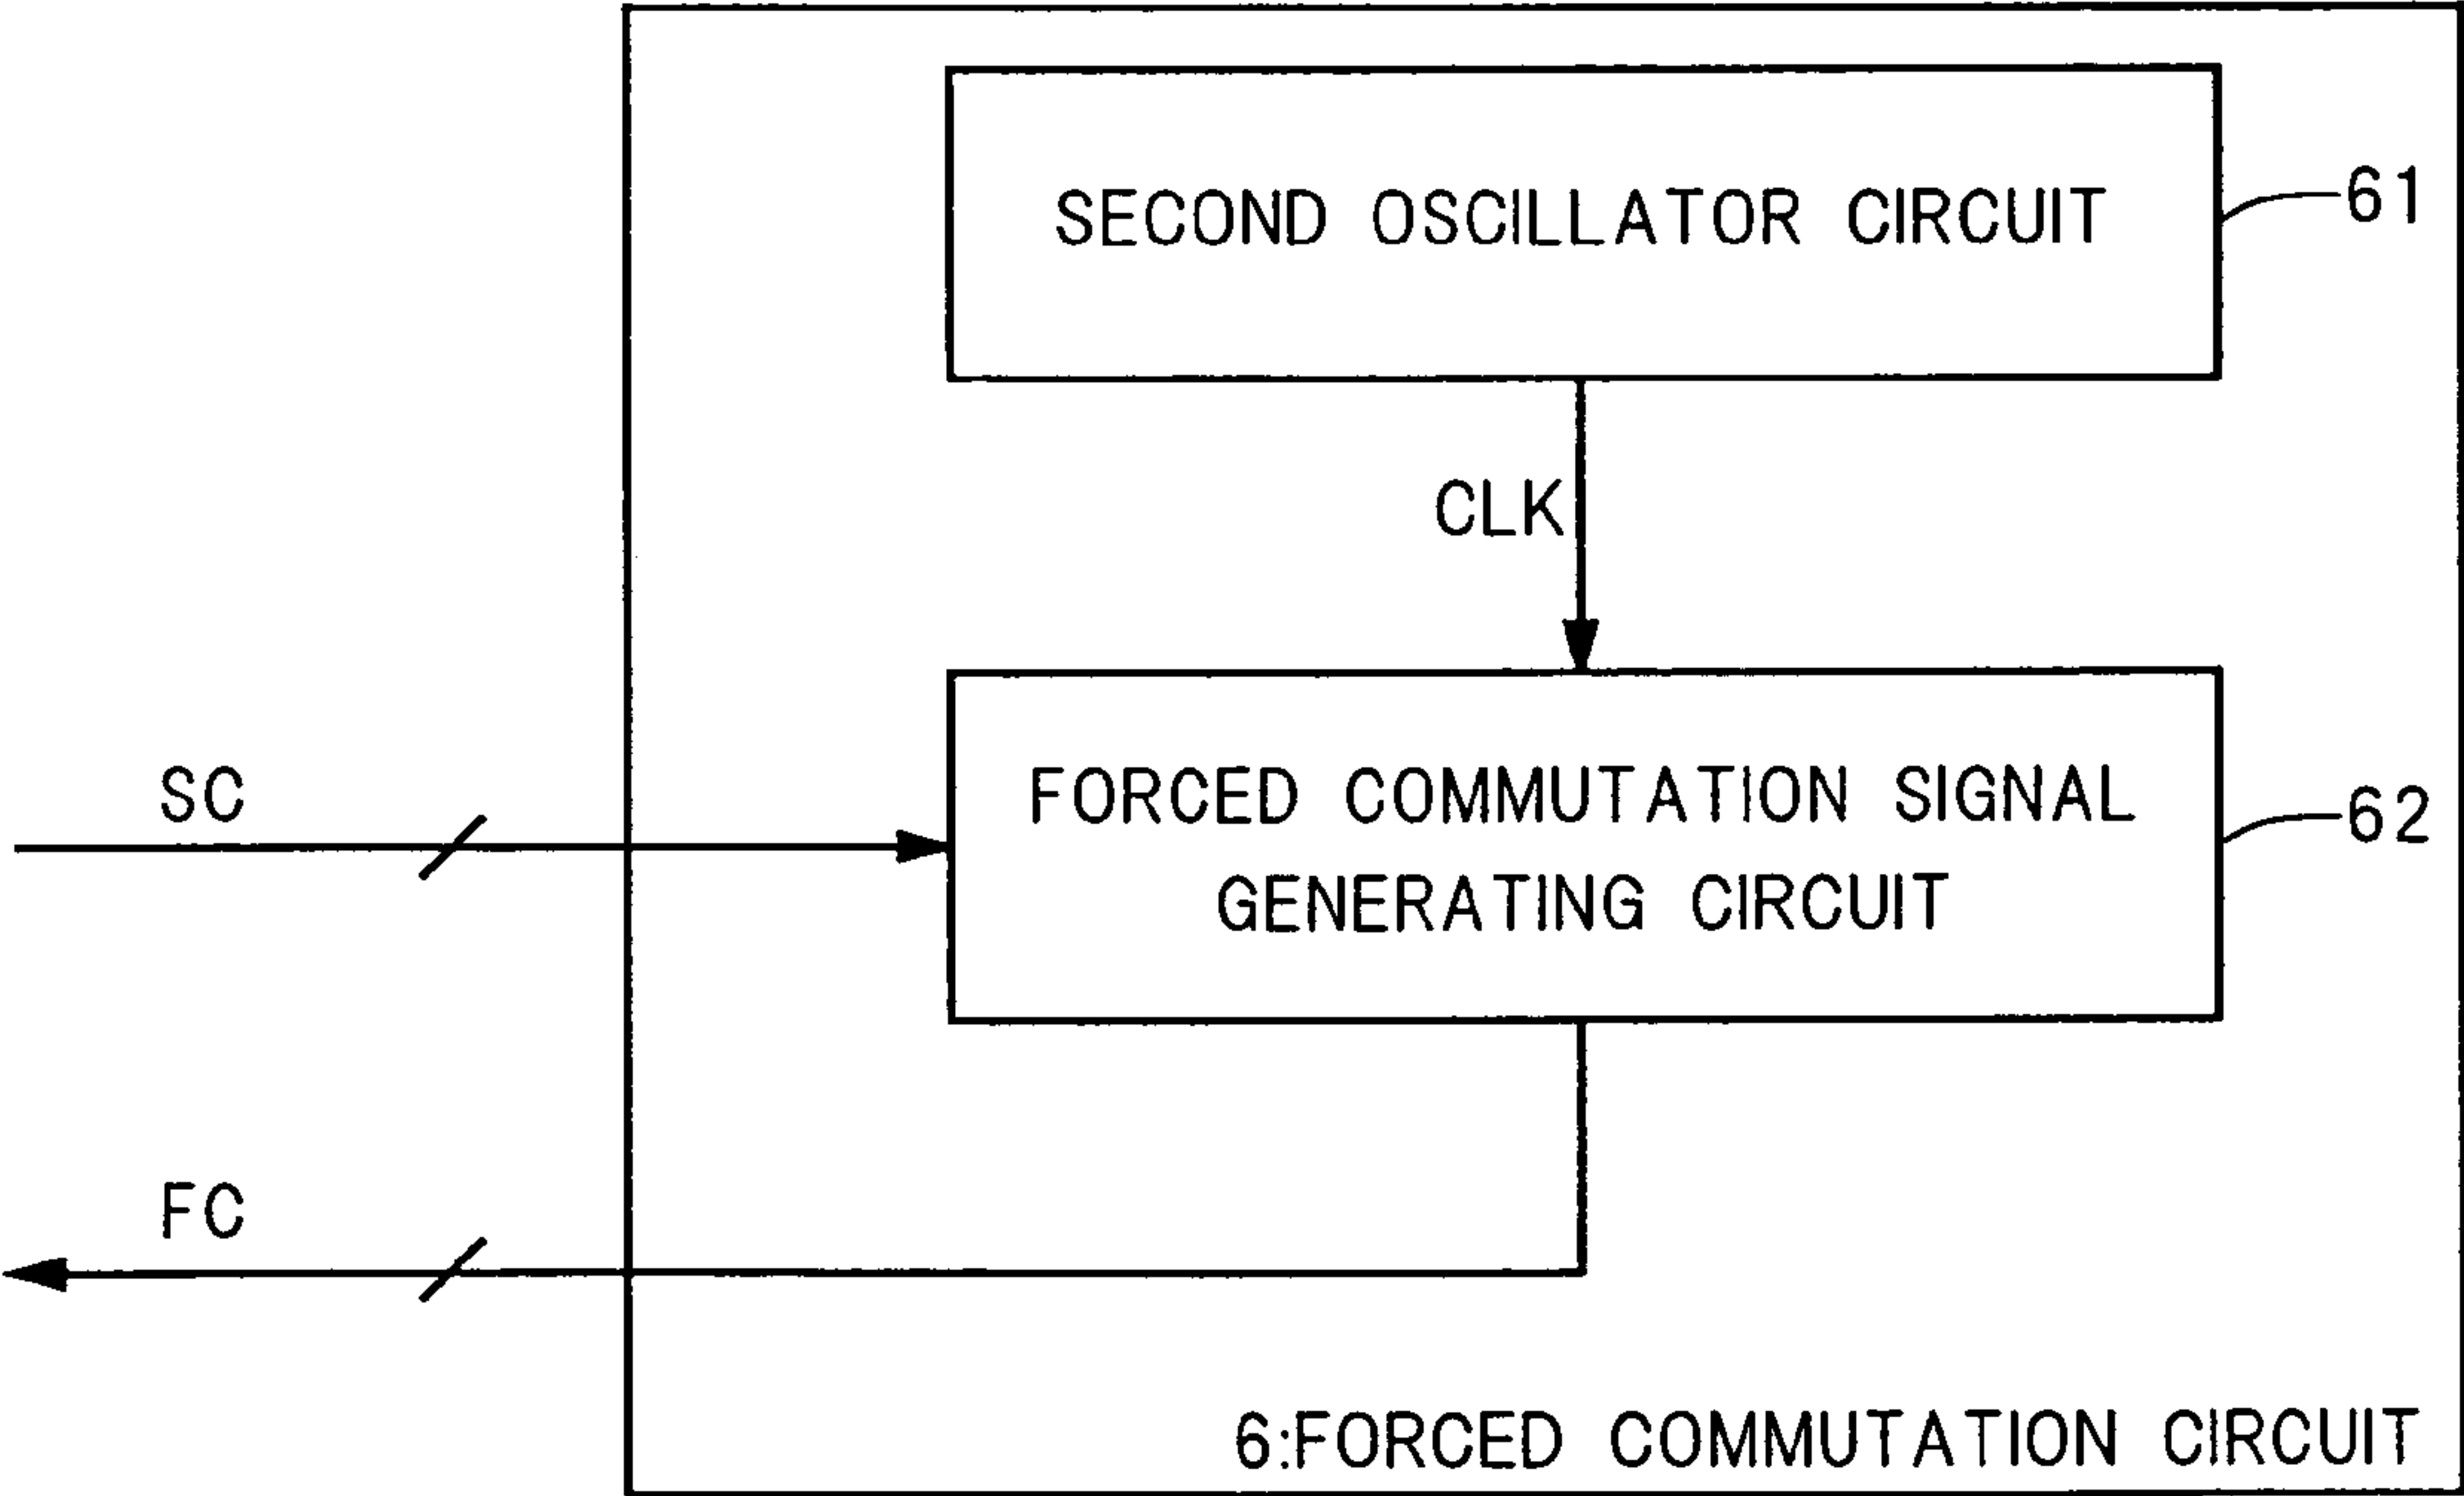 SECOND OSCILLATOR CIRCUIT
61
CLK
SC
FORCED COMMUTATION SIGNAL
GENERATING CIRCUIT
62
FC
6:FORCED COMMUTATION CIRCUIT